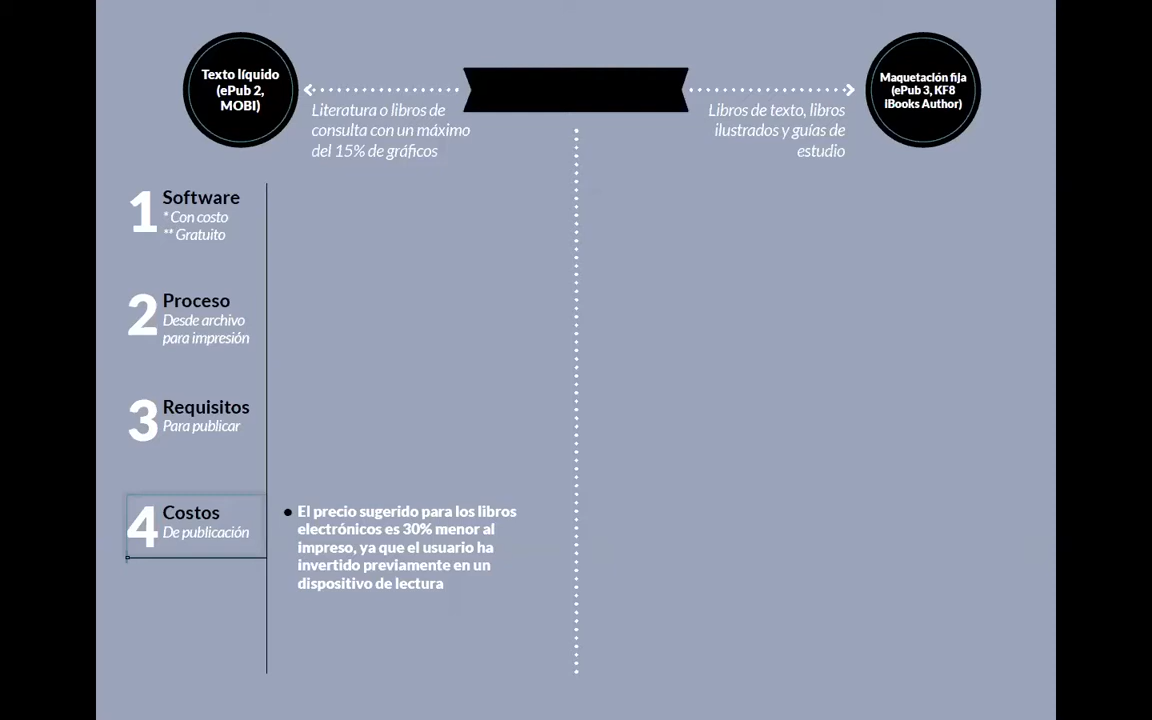 Texto líquido
(ePub 2,
MOBI)
Literatura o libros de
consulta con un máximo
del 15% de gráficos
Libros de texto, libros
ilustrados y guías de
estudio
Maquetación fija
(ePub 3, KF8
iBooks Author)
1 Software
* Con costo
** Gratuito
2 Proceso
Desde archivo
para impresión
3 Requisitos
Para publicar
4 Costos
De publicación
● El precio sugerido para los libros
electrónicos es 30% menor al
impreso, ya que el usuario ha
invertido previamente en un
dispositivo de lectura